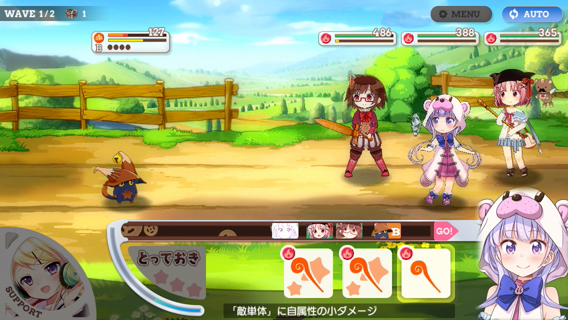 WAVE 1/2 1
MENU
AUTO
127
B
486
388
365
B
GO!
とっておき
SUPPORT
「敵単体」に自属性の小ダメージ